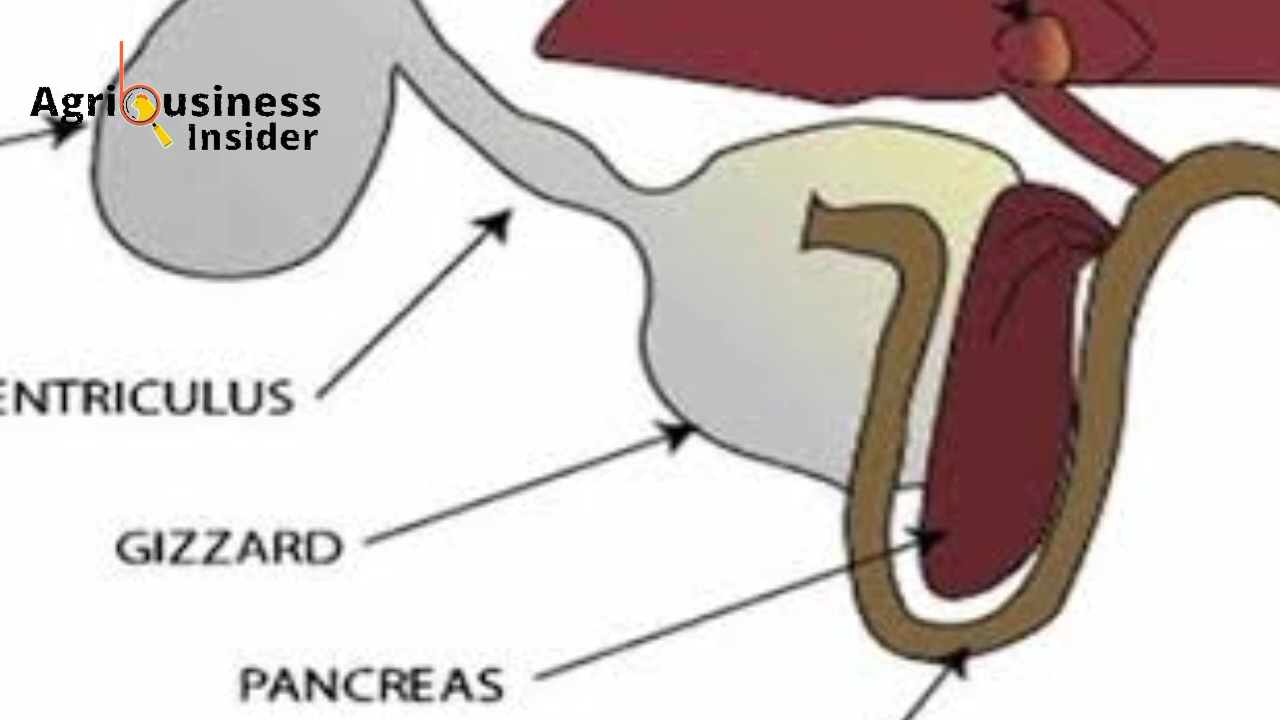 Agribusiness
Insider
ENTRICULUS
GIZZARD
PANCREAS